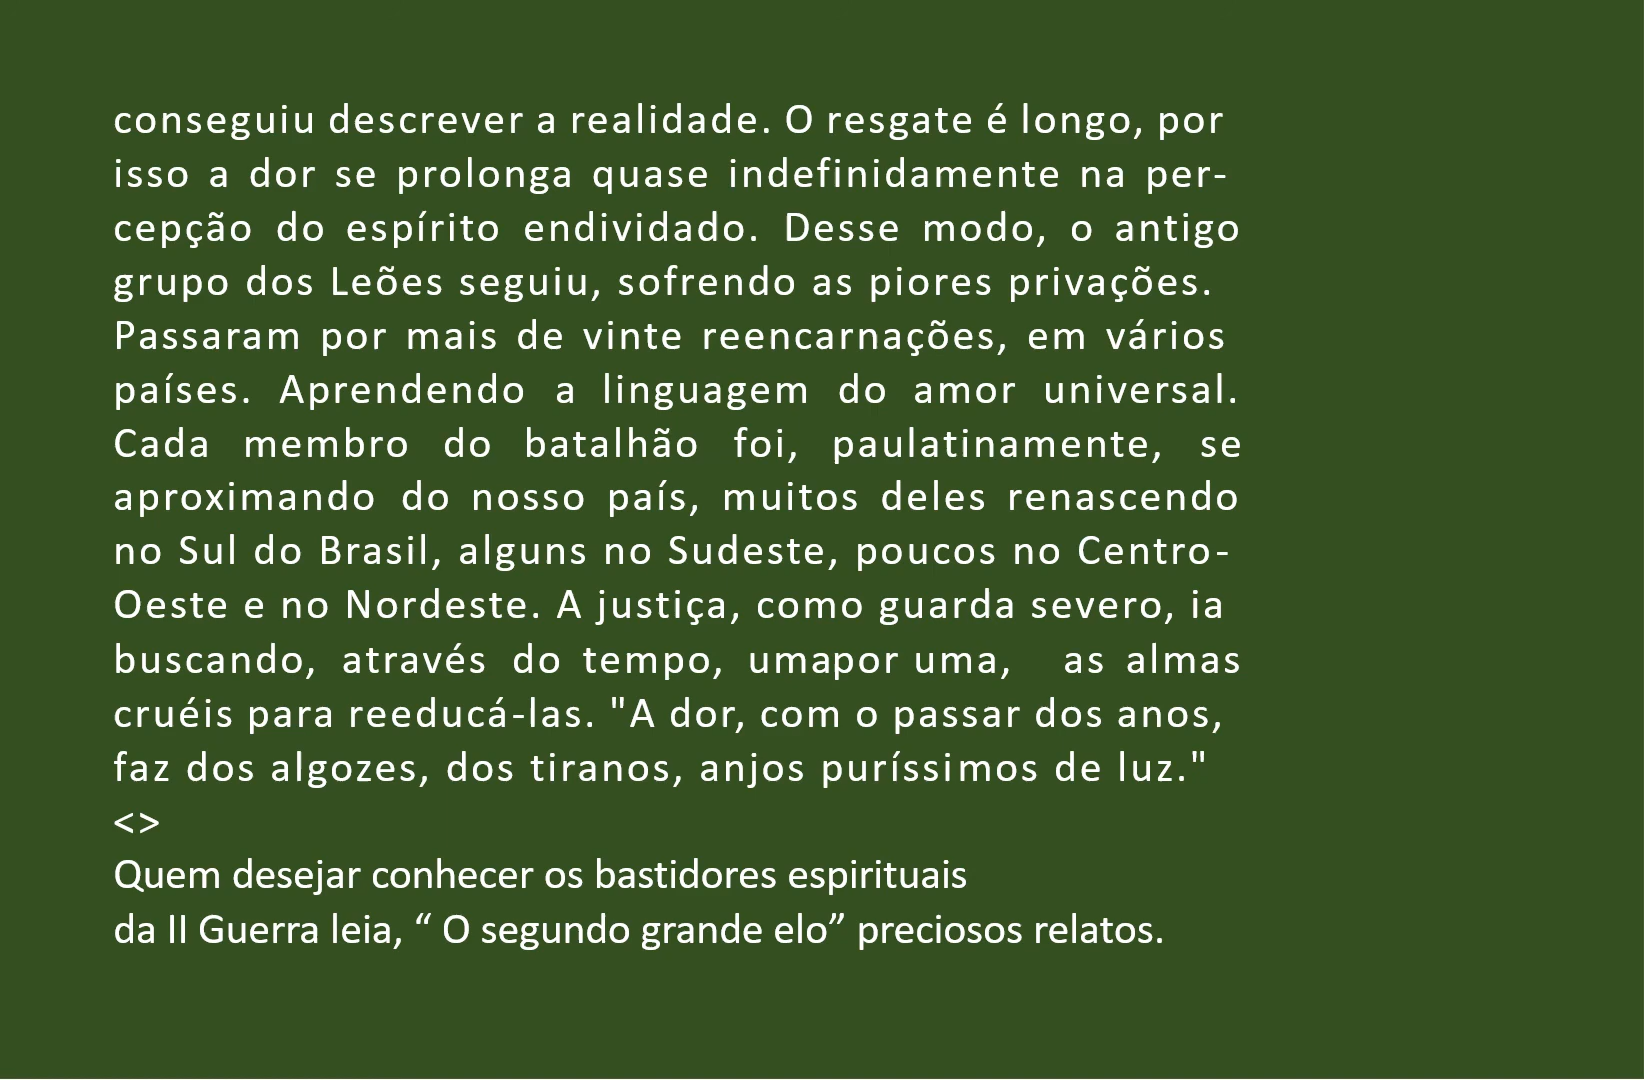 conseguiu descrever a realidade. O resgate é longo, por
isso a dor se prolonga quase indefinidamente na per-
cepção do espírito endividado. Desse modo, o antigo
grupo dos Leões seguiu, sofrendo as piores privações.
Passaram por mais de vinte reencarnações, em vários
países. Aprendendo a linguagem do amor universal.
Cada membro do batalhão foi, paulatinamente, se
aproximando do nosso país, muitos deles renascendo
no Sul do Brasil, alguns no Sudeste, poucos no Centro-
Oeste e no Nordeste. A justiça, como guarda severo, ia
buscando, através do tempo, umapor uma, as almas
cruéis para reeducá-las. "A dor, com o passar dos anos,
faz dos algozes, dos tiranos, anjos puríssimos de luz."
<>
Quem desejar conhecer os bastidores espirituais
da II Guerra leia, “ O segundo grande elo” preciosos relatos.